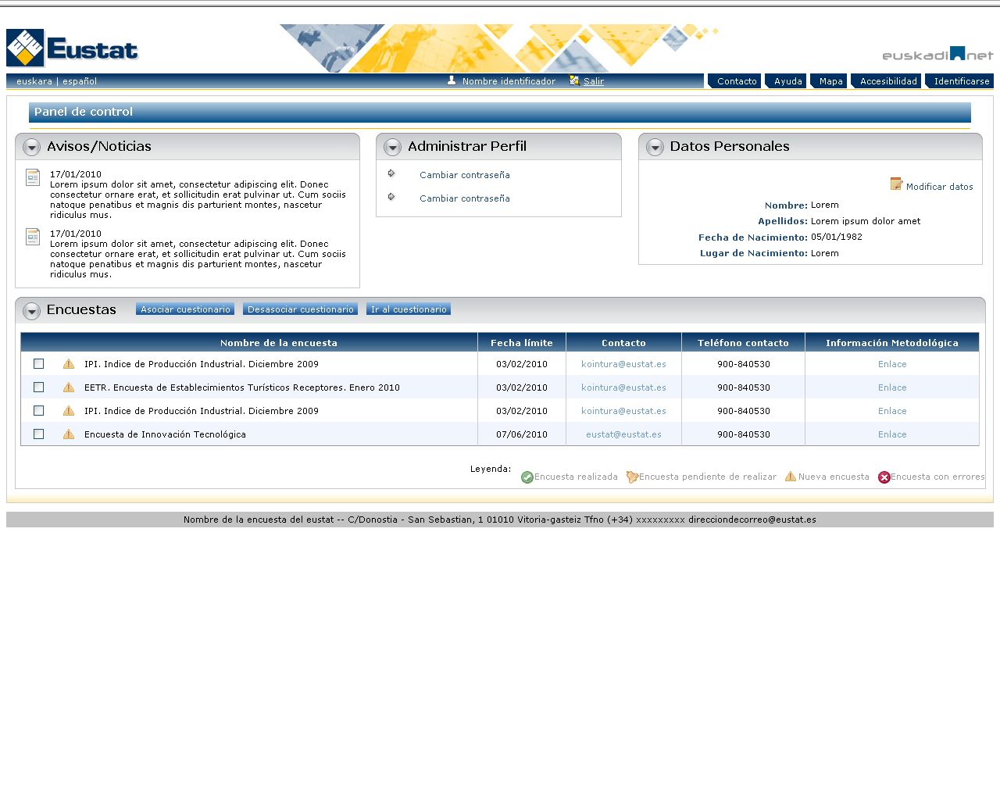 Eustat
euskadi net
euskara | español
Nombre identificador
Salir
Contacto
Ayuda
Mapa
Accesibilidad
Identificarse
Panel de control
Avisos/Noticias
17/01/2010
Lorem ipsum dolor sit amet, consectetur adipiscing elit. Donec
consectetur ornare erat, et sollicitudin erat pulvinar ut. Cum sociis
natoque penatibus et magnis dis parturient montes, nascetur
ridiculus mus.
17/01/2010
Lorem ipsum dolor sit amet, consectetur adipiscing elit. Donec
consectetur ornare erat, et sollicitudin erat pulvinar ut. Cum sociis
natoque penatibus et magnis dis parturient montes, nascetur
ridiculus mus.
Administrar Perfil
Cambiar contraseña
Cambiar contraseña
Datos Personales
Modificar datos
Nombre: Lorem
Apellidos: Lorem ipsum dolor amet
Fecha de Nacimiento: 05/01/1982
Lugar de Nacimiento: Lorem
Encuestas
Asociar cuestionario
Desasociar cuestionario
Ir al cuestionario
Nombre de la encuesta Fecha límite Contacto Teléfono contacto Información Metodológica
IPI. Indice de Producción Industrial. Diciembre 2009 03/02/2010 kointura@eustat.es 900-840530 Enlace
EETR. Encuesta de Establecimientos Turísticos Receptores. Enero 2010 03/02/2010 kointura@eustat.es 900-840530 Enlace
IPI. Indice de Producción Industrial. Diciembre 2009 03/02/2010 kointura@eustat.es 900-840530 Enlace
Encuesta de Innovación Tecnológica 07/06/2010 eustat@eustat.es 900-840530 Enlace
Leyenda: Encuesta realizada Encuesta pendiente de realizar Nueva encuesta Encuesta con errores
Nombre de la encuesta del eustat -- C/Donostia - San Sebastian, 1 01010 Vitoria-gasteiz Tfno (+34) xxxxxxxxx direcciondecorreo@eustat.es